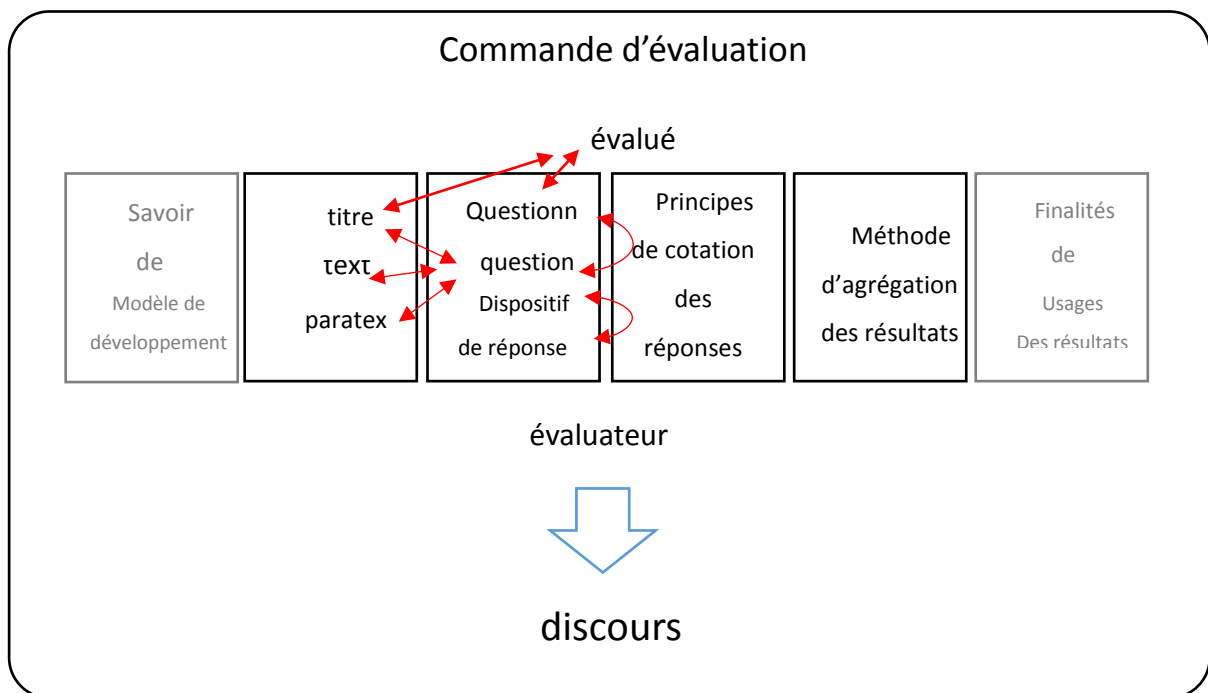 Commande d’évaluation
évalué
Savoir
de
Modèle de
développement
titre
τexτ
paratex
Questionn
question
Dispositif
de réponse
Principes
de cotation
des
réponses
Méthode
d’agrégation
des résultats
Finalités
de
Usages
Des résultats
évaluateur
discours